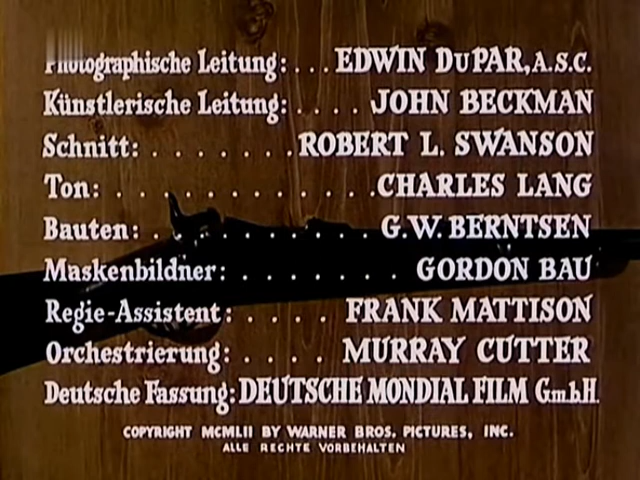 Photographische Leitung: . . . EDWIN DuPAR, A.S.C.
Künstlerische Leitung: . . . . JOHN BECKMAN
Schnitt: . . . . . . . ROBERT L. SWANSON
Ton: . . . . . . . . . . . . CHARLES LANG
Bauten: . . . . . . . . . . G.W. BERNTSEN
Maskenbildner: . . . . . . . GORDON BAU
Regie-Assistent: . . . . FRANK MATTISON
Orchestrierung: . . . . MURRAY CUTTER
Deutsche Fassung: DEUTSCHE MONDIAL FILM G.m.b.H.
COPYRIGHT MCMLII BY WARNER BROS. PICTURES, INC.
ALLE RECHTE VORBEHALTEN